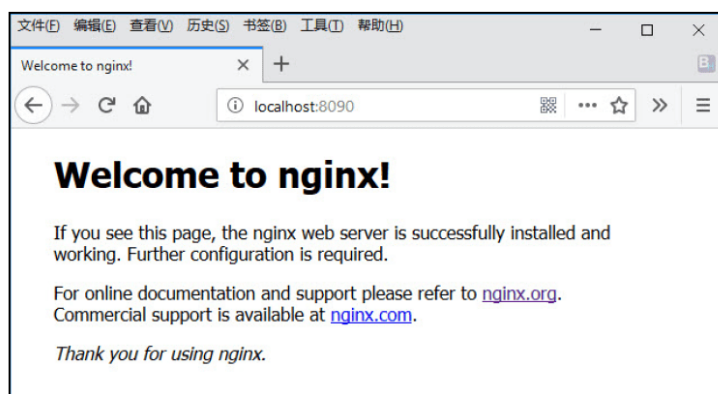 文件(F) 编辑(E) 查看(V) 历史(S) 书签(B) 工具(T) 帮助(H)
Welcome to nginx!
localhost:8090
Welcome to nginx!
If you see this page, the nginx web server is successfully installed and
working. Further configuration is required.
For online documentation and support please refer to nginx.org.
Commercial support is available at nginx.com.
Thank you for using nginx.